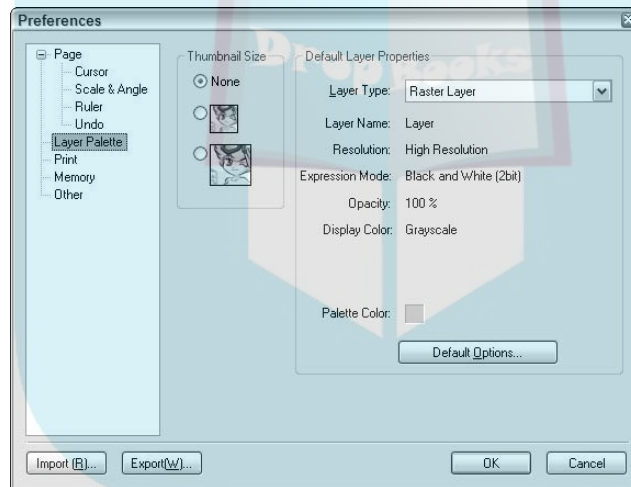 Preferences
Page
Cursor
Scale & Angle
Ruler
Undo
Layer Palette
Print
Memory
Other
Thumbnail Size
None
Default Layer Properties
Layer Type: Raster Layer
Layer Name: Layer
Resolution: High Resolution
Expression Mode: Black and White (2bit)
Opacity: 100 %
Display Color: Grayscale
Palette Color:
Default Options...
Import (R)... Export(W)... OK Cancel
Drop Books